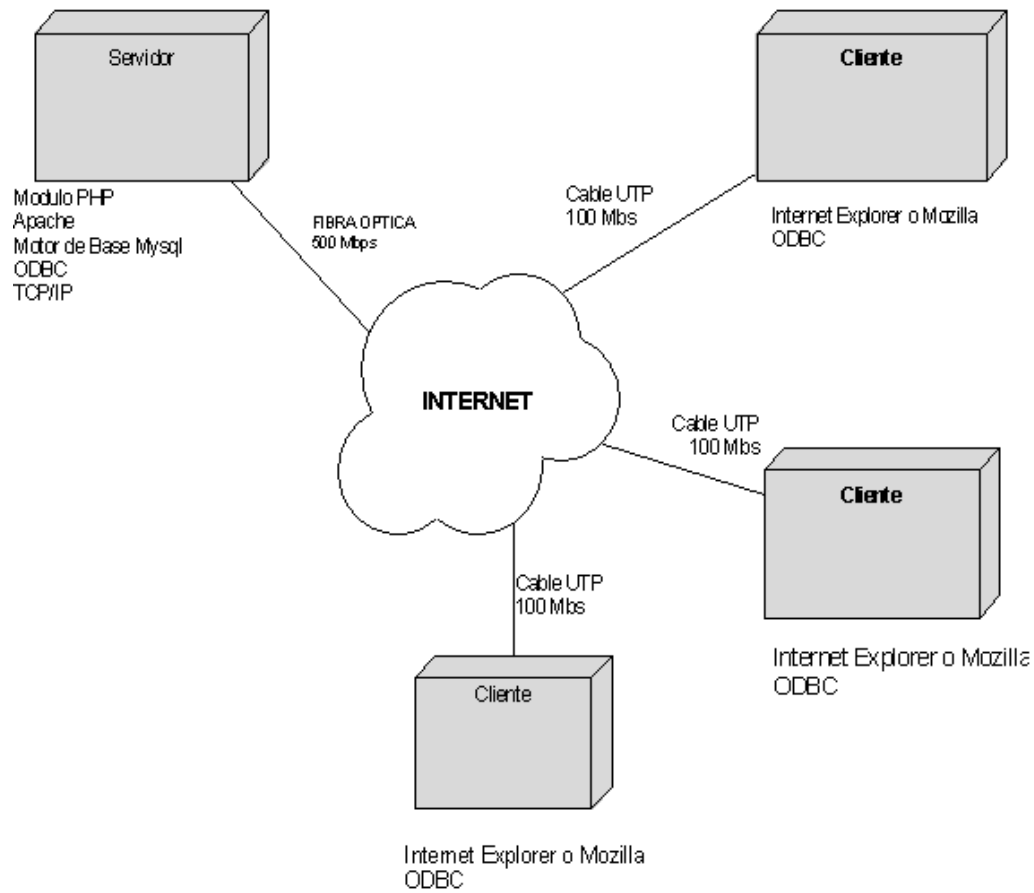 Servidor
Modulo PHP
Apache
Motor de Base Mysql
ODBC
TCP/IP
FIBRA OPTICA
500 Mbps
Cliente
Cable UTP
100 Mbs
Internet Explorer o Mozilla
ODBC
INTERNET
Cable UTP
100 Mbs
Cliente
Internet Explorer o Mozilla
ODBC
Cable UTP
100 Mbs
Cliente
Internet Explorer o Mozilla
ODBC